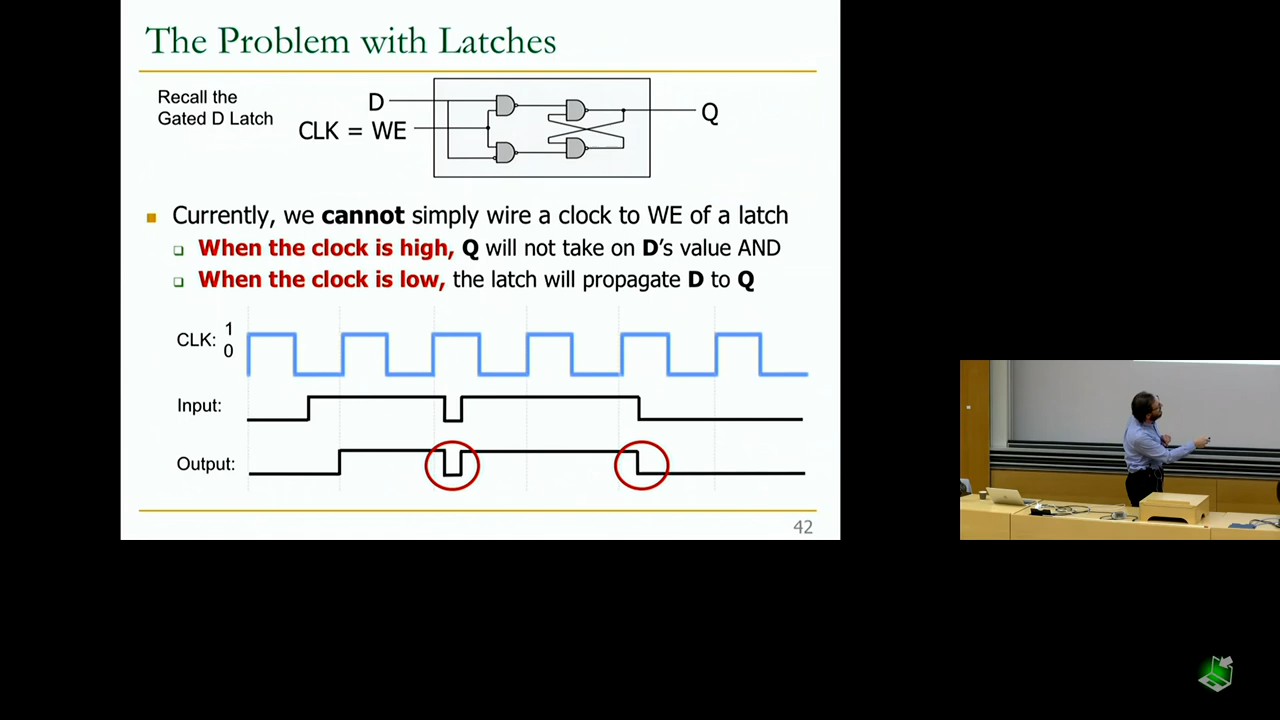 The Problem with Latches
Recall the
Gated D Latch
D
CLK = WE
Q
Currently, we cannot simply wire a clock to WE of a latch
When the clock is high, Q will not take on D's value AND
When the clock is low, the latch will propagate D to Q
CLK: 1
0
Input:
Output:
42